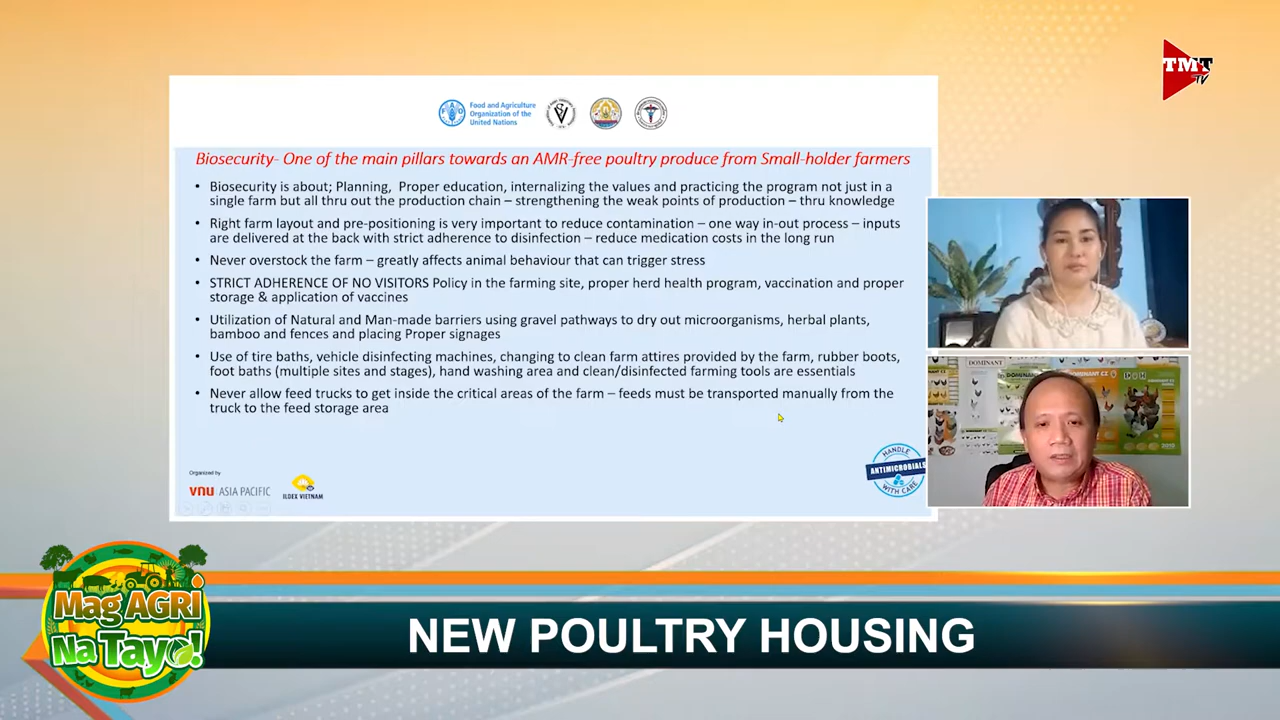 TMT
TV
Food and Agriculture
Organization of the
United Nations
Biosecurity- One of the main pillars towards an AMR-free poultry produce from Small-holder farmers
• Biosecurity is about; Planning, Proper education, internalizing the values and practicing the program not just in a
single farm but all thru out the production chain – strengthening the weak points of production – thru knowledge
• Right farm layout and pre-positioning is very important to reduce contamination – one way in-out process – inputs
are delivered at the back with strict adherence to disinfection – reduce medication costs in the long run
• Never overstock the farm – greatly affects animal behaviour that can trigger stress
• STRICT ADHERENCE OF NO VISITORS Policy in the farming site, proper herd health program, vaccination and proper
storage & application of vaccines
• Utilization of Natural and Man-made barriers using gravel pathways to dry out microorganisms, herbal plants,
bamboo and fences and placing Proper signages
• Use of tire baths, vehicle disinfecting machines, changing to clean farm attires provided by the farm, rubber boots,
foot baths (multiple sites and stages), hand washing area and clean/disinfected farming tools are essentials
• Never allow feed trucks to get inside the critical areas of the farm – feeds must be transported manually from the
truck to the feed storage area
Organized by
vnu ASIA PACIFIC
ILDEX VIETNAM
HANDLE
ANTIMICROBIALS
WITH CARE
DOMINANT
Mag AGRI
Na Tayo!
NEW POULTRY HOUSING